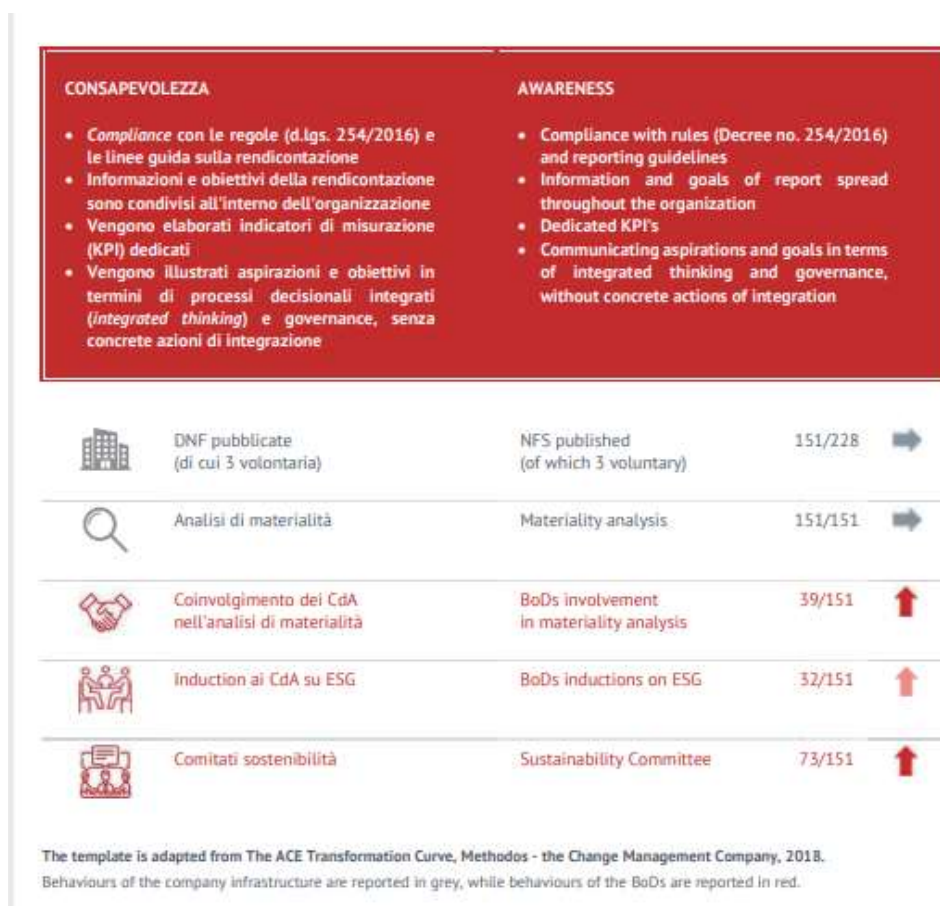 CONSAPEVOLEZZA
• Compliance con le regole (d.lgs. 254/2016) e
le linee guida sulla rendicontazione
• Informazioni e obiettivi della rendicontazione
sono condivisi all'interno dell'organizzazione
• Vengono elaborati indicatori di misurazione
(KPI) dedicati
• Vengono illustrati aspirazioni e obiettivi in
termini di processi decisionali integrati
(integrated thinking) e governance, senza
concrete azioni di integrazione
AWARENESS
• Compliance with rules (Decree no. 254/2016)
and reporting guidelines
• Information and goals of report spread
throughout the organization
• Dedicated KPI's
• Communicating aspirations and goals in terms
of integrated thinking and governance,
without concrete actions of integration
DNF pubblicate
(di cui 3 volontaria)
NFS published
(of which 3 voluntary)
151/228
Analisi di materialità
Materiality analysis
151/151
Coinvolgimento dei CdA
nell'analisi di materialità
BoDs involvement
in materiality analysis
39/151
Induction ai CdA su ESG
BoDs inductions on ESG
32/151
Comitati sostenibilità
Sustainability Committee
73/151
The template is adapted from The ACE Transformation Curve, Methodos - the Change Management Company, 2018.
Behaviours of the company infrastructure are reported in grey, while behaviours of the BoDs are reported in red.